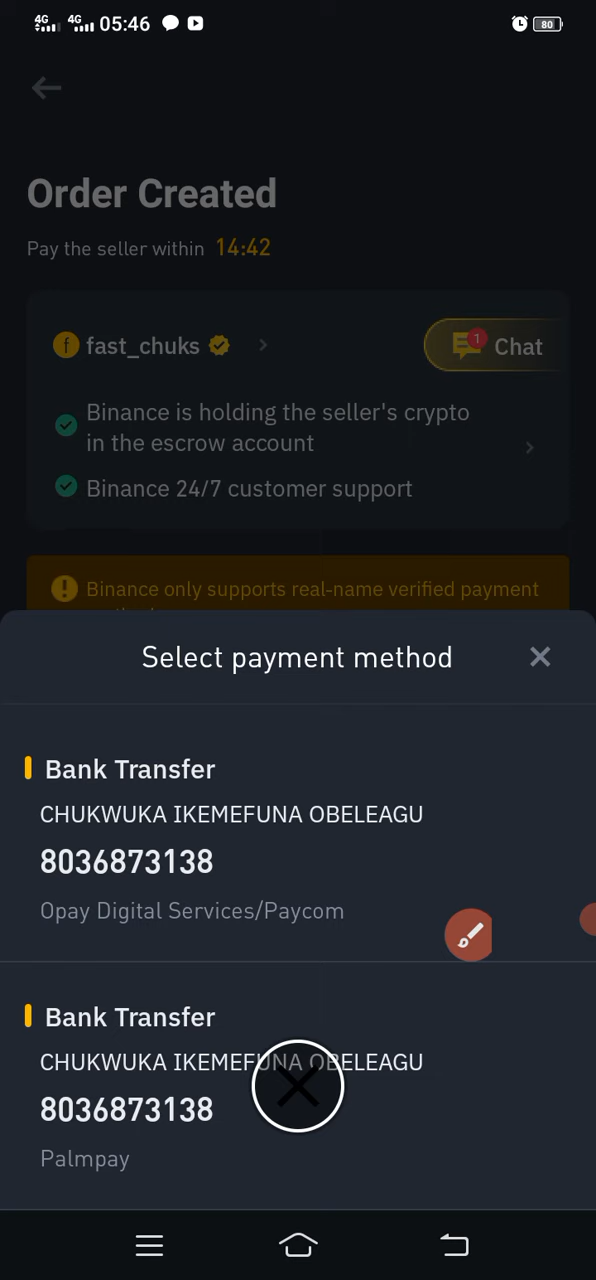 4G 4G 05:46 80
Order Created
Pay the seller within 14:42
f fast_chuks 1 Chat
Binance is holding the seller's crypto
in the escrow account
Binance 24/7 customer support
Binance only supports real-name verified payment
Select payment method
Bank Transfer
CHUKWUKA IKEMEFUNA OBELEAGU
8036873138
Opay Digital Services/Paycom
Bank Transfer
CHUKWUKA IKEMEFUNA OBELEAGU
8036873138
Palmpay